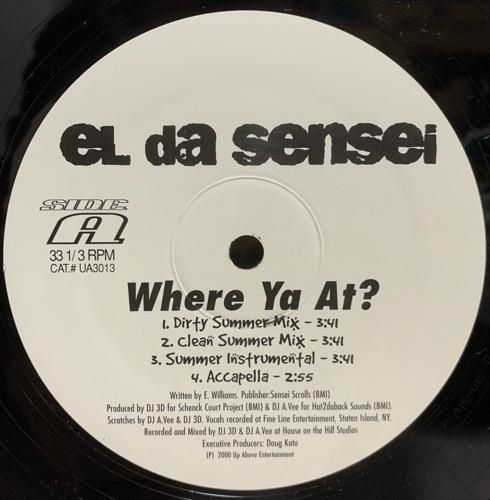 eL da sensei
SIDE
A
33 1/3 RPM
CAT.# UA3013
Where Ya At?
1. Dirty Summer Mix - 3:41
2. Clean Summer Mix - 3:41
3. Summer Instrumental - 3:41
4. Accapella - 2:55
Written by E. Williams. Publisher:Sensei Scrolls (BMI)
Produced by DJ 3D for Schenck Court Project (BMI) & DJ A.Vee for Hat2daback Sounds (BMI).
Scratches by DJ A.Vee & DJ 3D. Vocals recorded at Fine Line Entertainment, Staten Island, NY.
Recorded and Mixed by DJ 3D & DJ A.Vee at House on the Hill Studios
Executive Producers: Doug Kato
(P) 2000 Up Above Entertainment